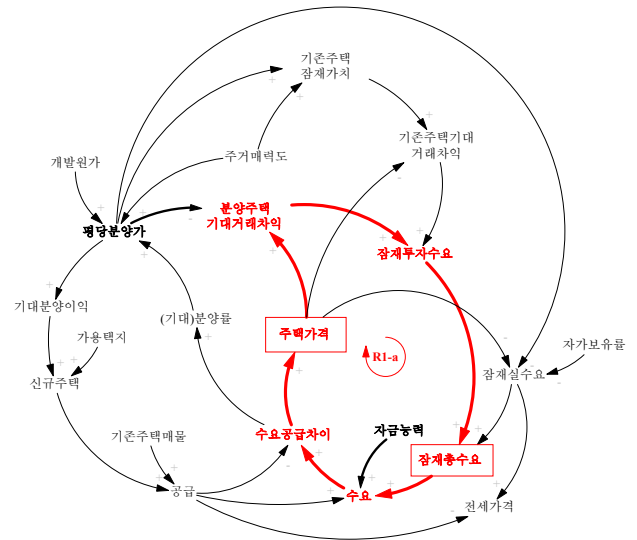 기존주택
잠재가치
기존주택기대
거래차익
주거매력도
개발원가
평당분양가
분양주택
기대거래차익
잠재투자수요
기대분양이익
(기대)분양률
가용택지
주택가격
R1-a
자가보유률
신규주택
잠재실수요
기존주택매물
수요공급차이
자금능력
잠재총수요
공급
수요
전세가격